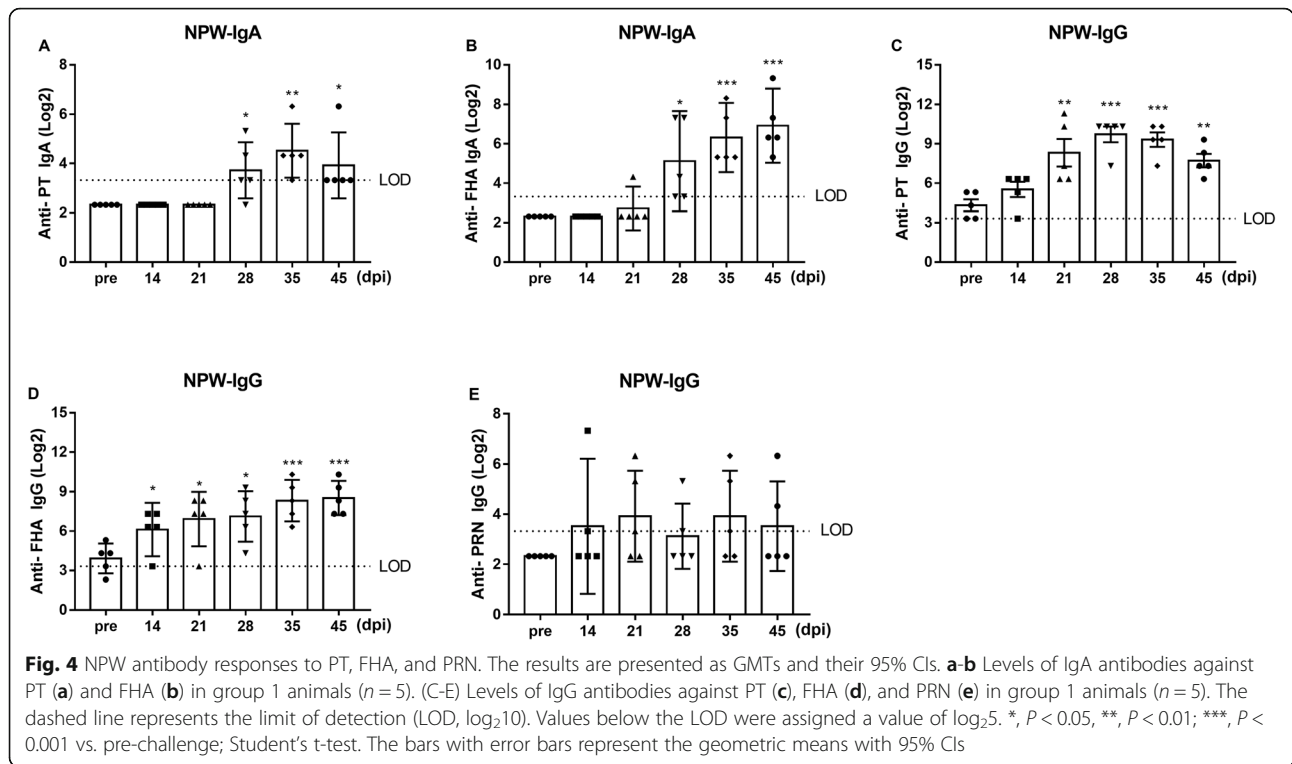 NPW-IgA
A
Anti- PT IgA (Log2)
8
6
4
2
0
* ** *
LOD
pre 14 21 28 35 45 (dpi)
NPW-IgA
B
Anti- FHA IgA (Log2)
10
8
6
4
2
0
* *** ***
LOD
pre 14 21 28 35 45 (dpi)
NPW-IgG
C
Anti- PT IgG (Log2)
15
12
9
6
3
0
** *** *** **
LOD
pre 14 21 28 35 45 (dpi)
NPW-IgG
D
Anti- FHA IgG (Log2)
15
12
9
6
3
0
* * * *** ***
LOD
pre 14 21 28 35 45 (dpi)
NPW-IgG
E
Anti- PRN IgG (Log2)
8
6
4
2
0
LOD
pre 14 21 28 35 45 (dpi)
Fig. 4 NPW antibody responses to PT, FHA, and PRN. The results are presented as GMTs and their 95% CIs. a-b Levels of IgA antibodies against
PT (a) and FHA (b) in group 1 animals (n = 5). (C-E) Levels of IgG antibodies against PT (c), FHA (d), and PRN (e) in group 1 animals (n = 5). The
dashed line represents the limit of detection (LOD, log₂10). Values below the LOD were assigned a value of log₂5. *, P < 0.05, **, P < 0.01; ***, P <
0.001 vs. pre-challenge; Student's t-test. The bars with error bars represent the geometric means with 95% CIs